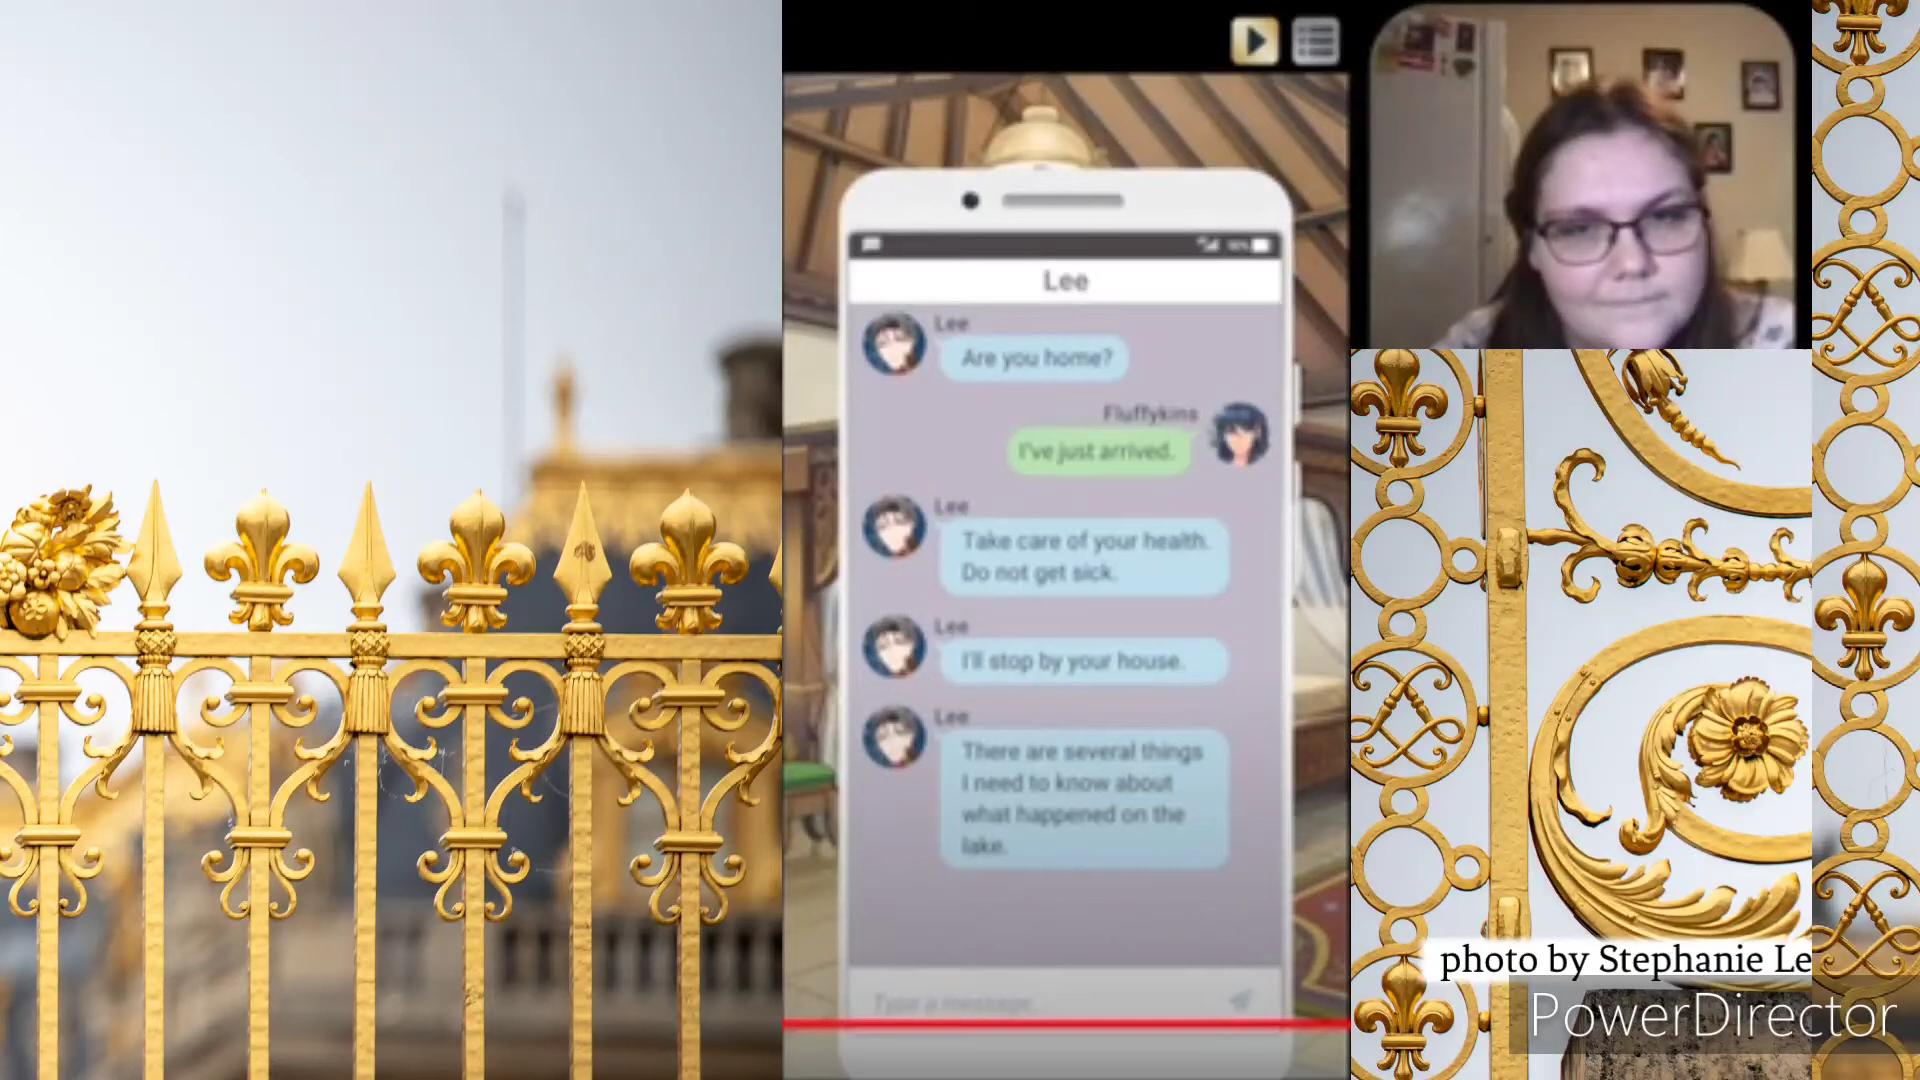 Lee
Lee
Are you home?
Fluffykins
I've just arrived.
Lee
Take care of your health.
Do not get sick.
Lee
I'll stop by your house.
Lee
There are several things
I need to know about
what happened on the
lake.
Type a message
photo by Stephanie Le
PowerDirector